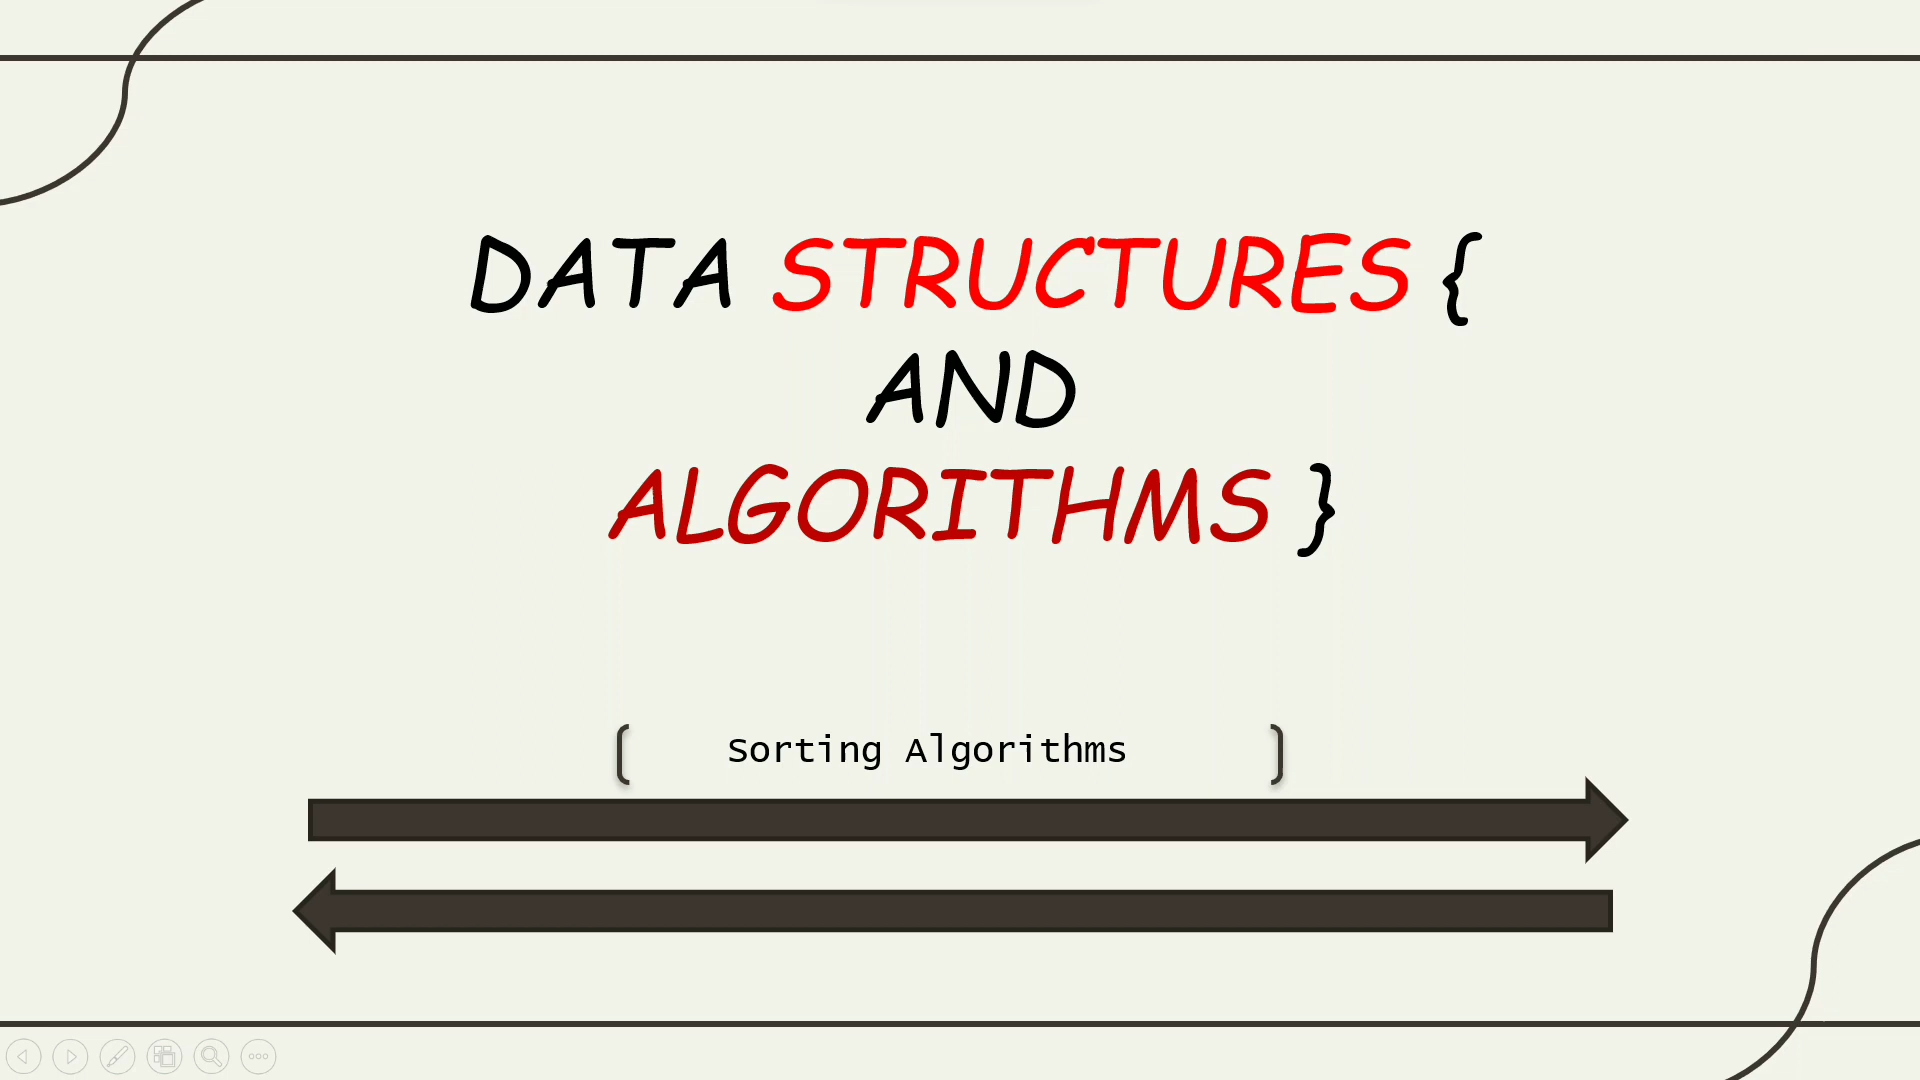 DATA STRUCTURES {
AND
ALGORITHMS }
[ Sorting Algorithms ]